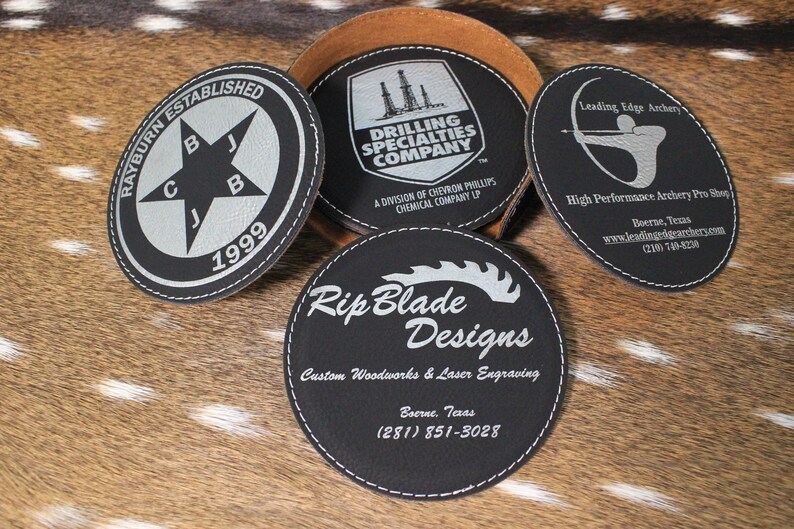 RAYBURN ESTABLISHED
C B J B J
1999
DRILLING
SPECIALTIES
COMPANY
TM
A DIVISION OF CHEVRON PHILLIPS
CHEMICAL COMPANY LP
Leading Edge Archery
High Performance Archery Pro Shop
Boerne, Texas
www.leadingedgearchery.com
(210) 740-8230
RipBlade
Designs
Custom Woodworks & Laser Engraving
Boerne, Texas
(281) 851-3028